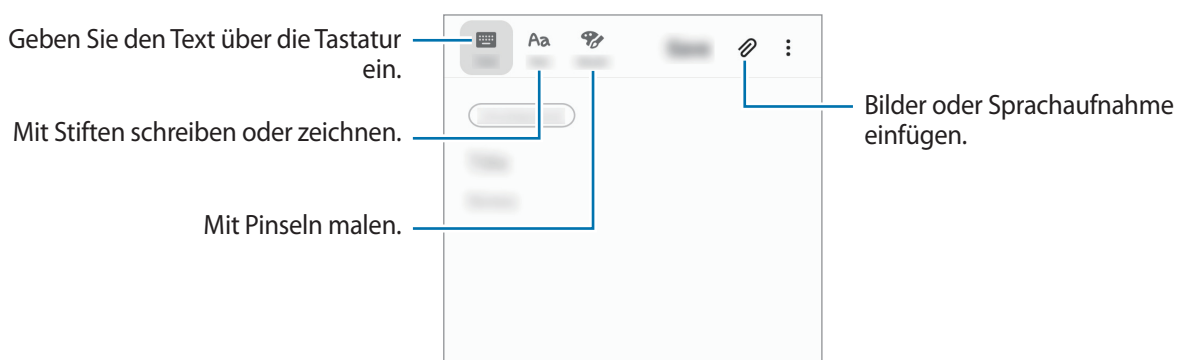 Geben Sie den Text über die Tastatur
ein.
Aa
Mit Stiften schreiben oder zeichnen.
Mit Pinseln malen.
Bilder oder Sprachaufnahme
einfügen.